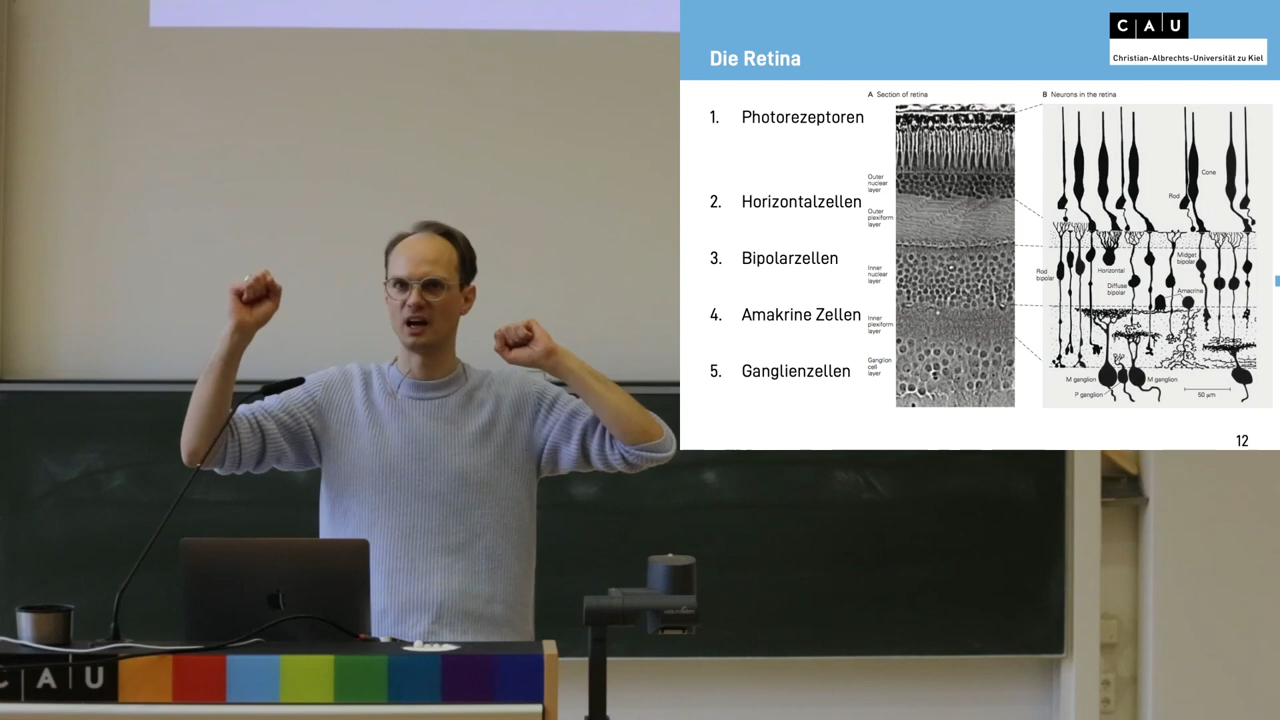 Die Retina
C A U
Christian-Albrechts-Universität zu Kiel
1. Photorezeptoren
2. Horizontalzellen
3. Bipolarzellen
4. Amakrine Zellen
5. Ganglienzellen
A Section of retina
Outer
nuclear
layer
Outer
plexiform
layer
Inner
nuclear
layer
Inner
plexiform
layer
Ganglion
cell
layer
B Neurons in the retina
Cone
Rod
Rod
bipolar
Horizontal
Midget
bipolar
Diffuse
bipolar
Amacrine
M ganglion
M ganglion
P ganglion
50 µm
12
C A U